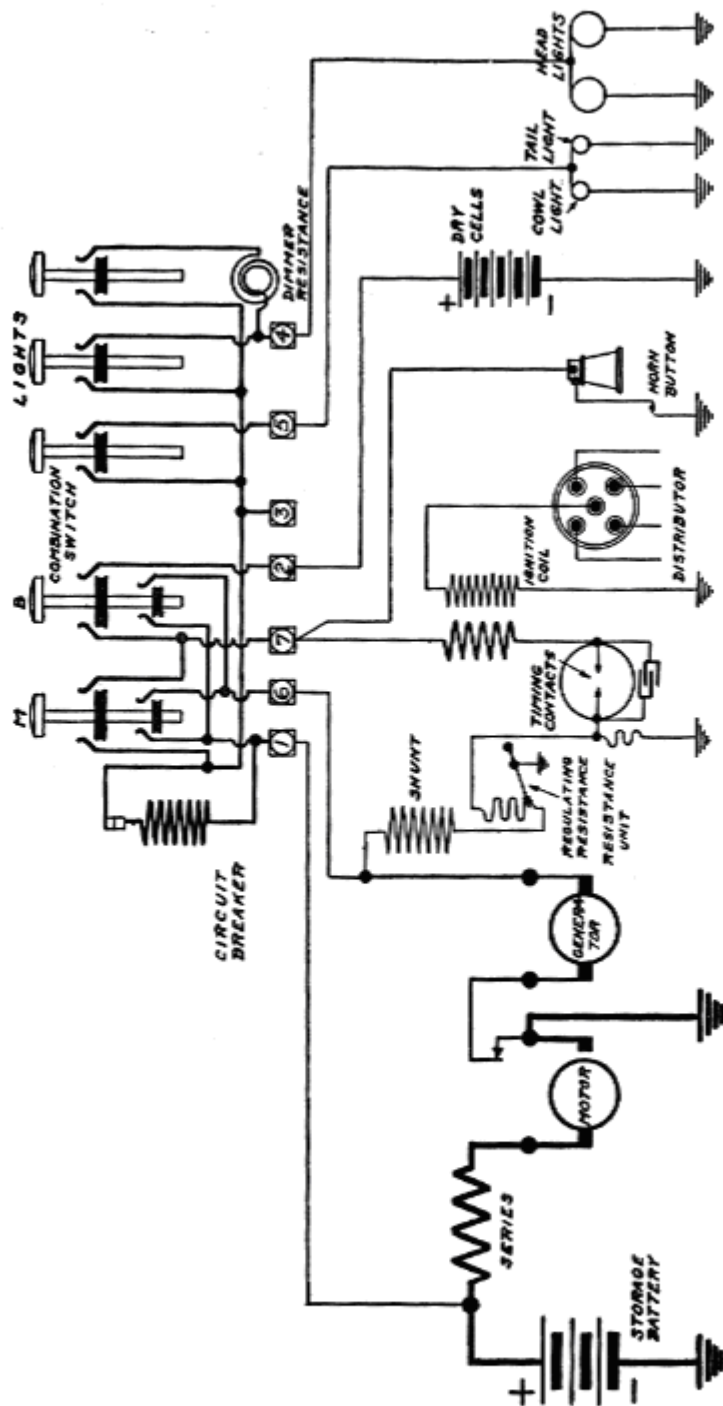 LIGHTS
M
B
COMBINATION
SWITCH
CIRCUIT
BREAKER
1
6
7
2
3
5
4
DIMMER
RESISTANCE
SHUNT
REGULATING
RESISTANCE
RESISTANCE
UNIT
TIMING
CONTACTS
IGNITION
COIL
DISTRIBUTOR
HORN
BUTTON
+
DRY
CELLS
-
COWL
LIGHT
TAIL
LIGHT
HEAD
LIGHTS
GENERA
TOR
MOTOR
SERIES
+
-
STORAGE
BATTERY